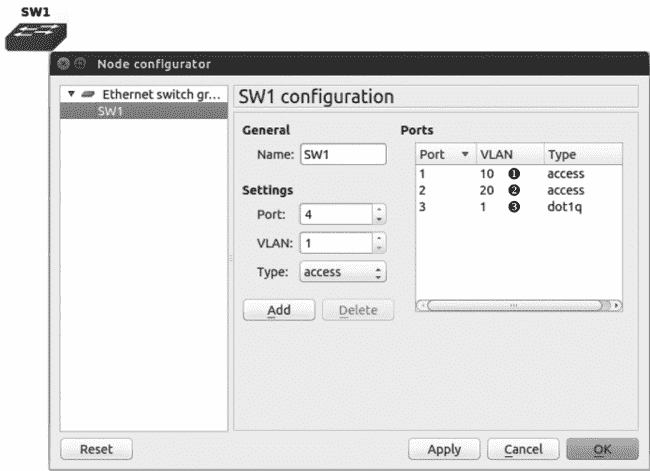 SW1
Node configurator
Ethernet switch gr...
SW1
SW1 configuration
General
Name: SW1
Settings
Port: 4
VLAN: 1
Type: access
Add Delete
Ports
Port VLAN Type
1 10 ❶ access
2 20 ❷ access
3 1 ❸ dot1q
Reset Apply Cancel OK